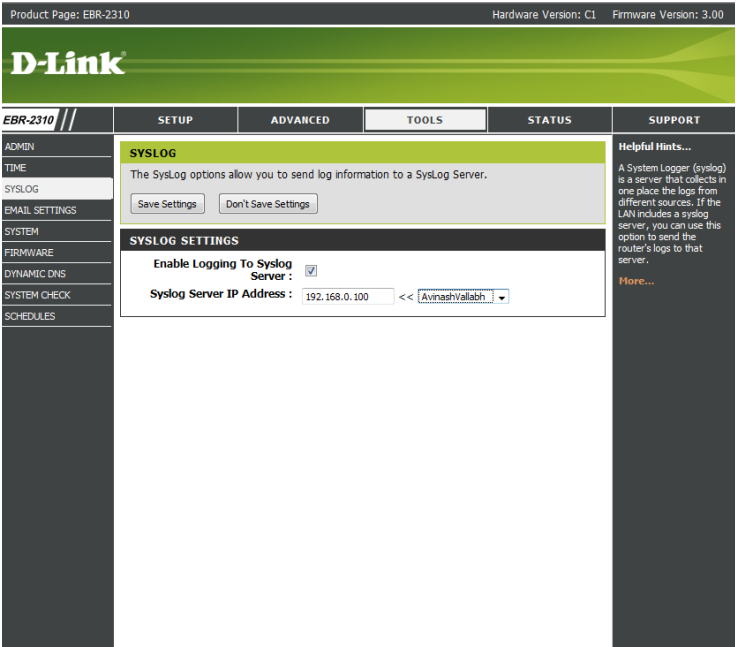 Product Page: EBR-2310 Hardware Version: C1 Firmware Version: 3.00
D-Link
EBR-2310 // SETUP ADVANCED TOOLS STATUS SUPPORT
ADMIN
TIME
SYSLOG
EMAIL SETTINGS
SYSTEM
FIRMWARE
DYNAMIC DNS
SYSTEM CHECK
SCHEDULES
SYSLOG
The SysLog options allow you to send log information to a SysLog Server.
Save Settings Don't Save Settings
SYSLOG SETTINGS
Enable Logging To Syslog
Server :
Syslog Server IP Address : 192.168.0.100 << AvinashVallabh
Helpful Hints...
A System Logger (syslog)
is a server that collects in
one place the logs from
different sources. If the
LAN includes a syslog
server, you can use this
option to send the
router's logs to that
server.
More...